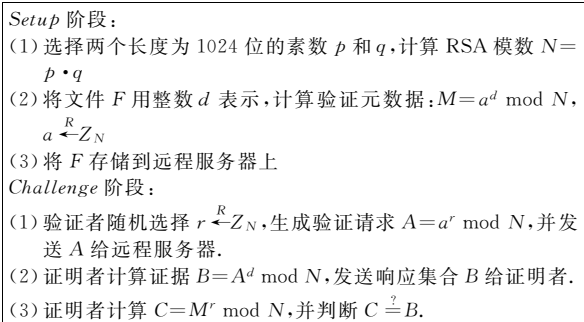 Setup 阶段:
(1) 选择两个长度为 1024 位的素数 p 和 q,计算 RSA 模数 N=
p·q
(2) 将文件 F 用整数 d 表示,计算验证元数据:M=a^d mod N,
a ←^R Z_N
(3) 将 F 存储到远程服务器上
Challenge 阶段:
(1) 验证者随机选择 r ←^R Z_N,生成验证请求 A=a^r mod N,并发
送 A 给远程服务器.
(2) 证明者计算证据 B=A^d mod N,发送响应集合 B 给证明者.
(3) 证明者计算 C=M^r mod N,并判断 C ≟ B.